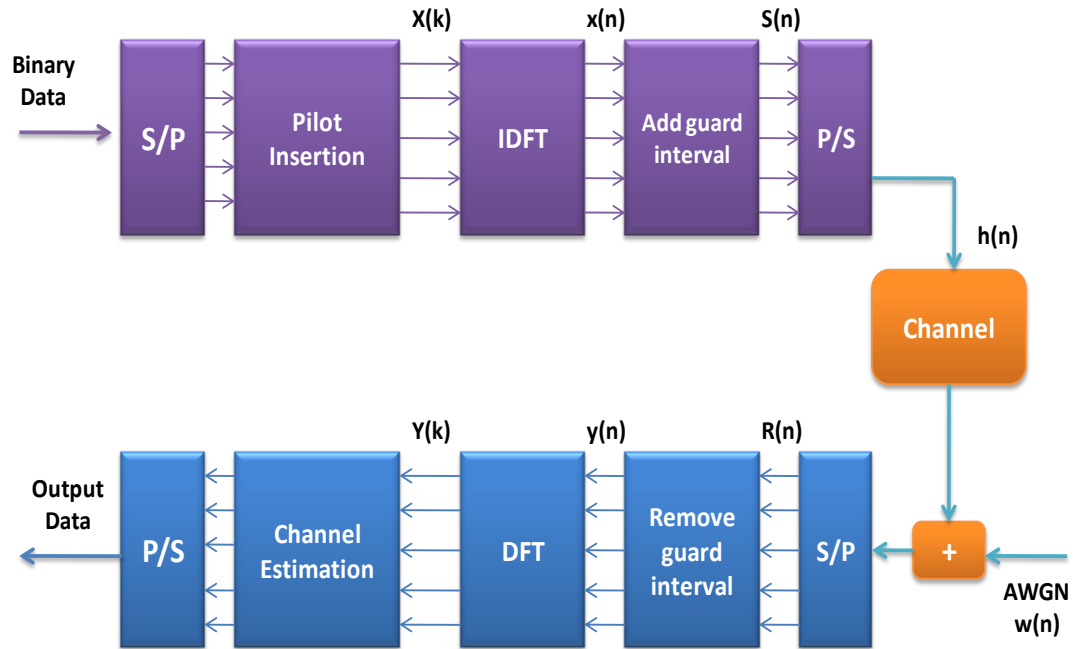 X(k)
x(n)
S(n)
Binary
Data
S/P
Pilot
Insertion
IDFT
Add guard
interval
P/S
h(n)
Channel
Y(k)
y(n)
R(n)
Output
Data
P/S
Channel
Estimation
DFT
Remove
guard
interval
S/P
+
AWGN
w(n)